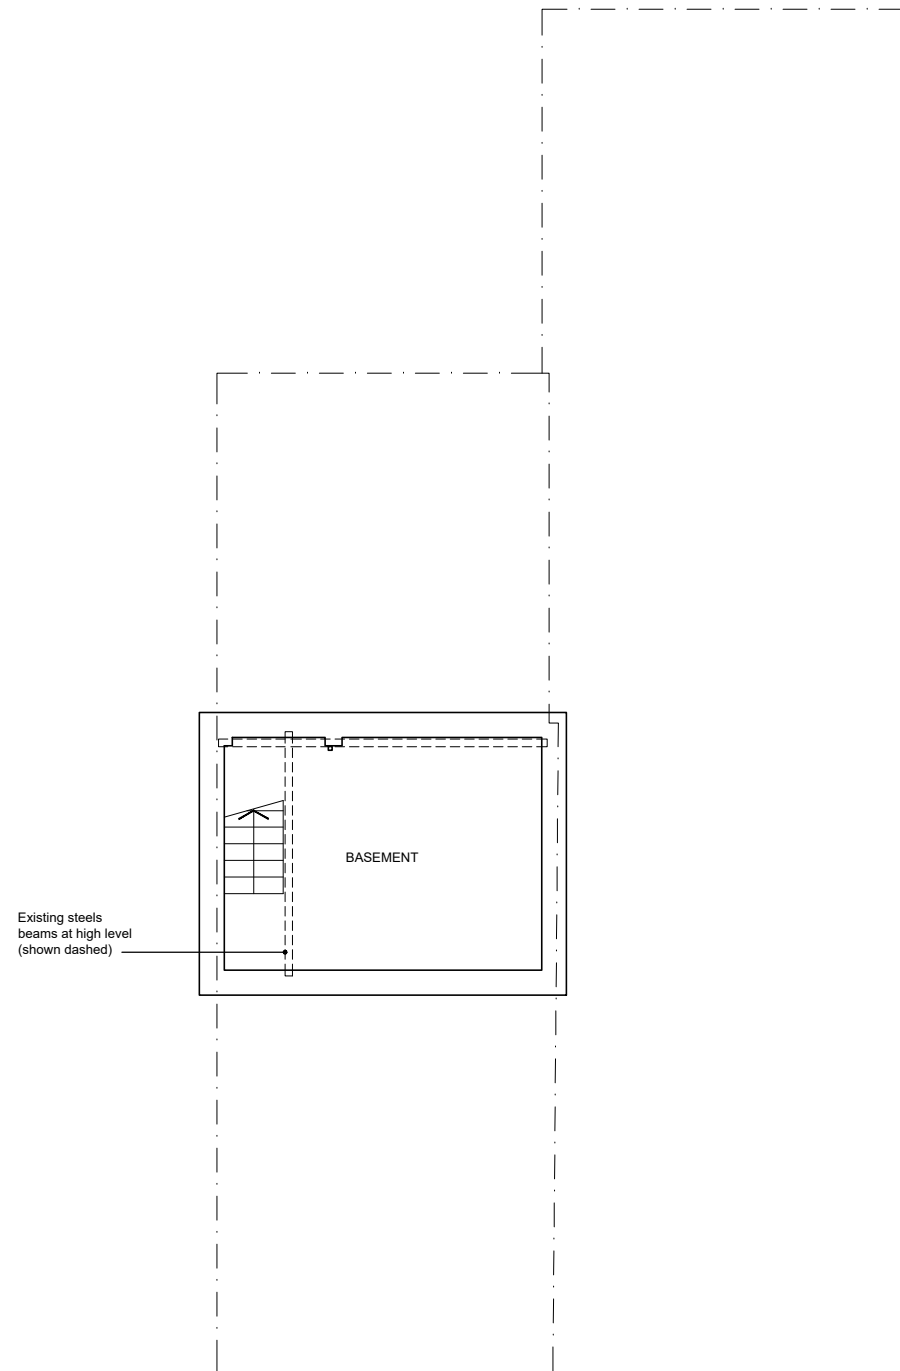 BASEMENT
Existing steels
beams at high level
(shown dashed)